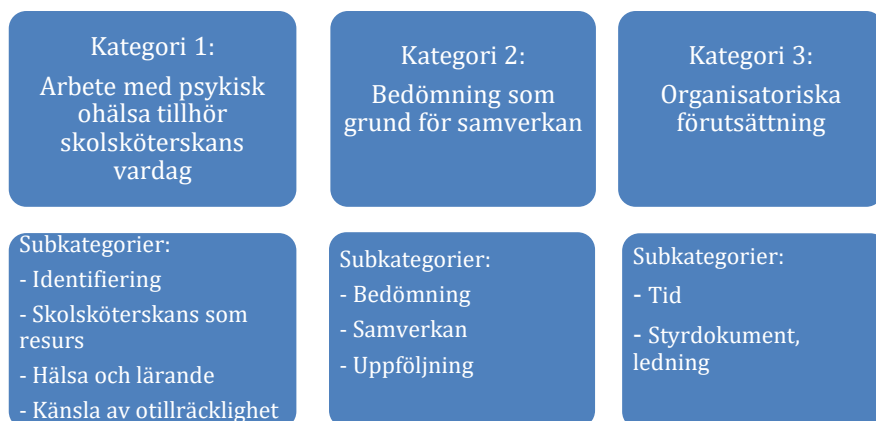 Kategori 1:
Arbete med psykisk
ohälsa tillhör
skolsköterskans
vardag
Kategori 2:
Bedömning som
grund för samverkan
Kategori 3:
Organisatoriska
förutsättning
Subkategorier:
- Identifiering
- Skolsköterskans som
resurs
- Hälsa och lärande
- Känsla av otillräcklighet
Subkategorier:
- Bedömning
- Samverkan
- Uppföljning
Subkategorier:
- Tid
- Styrdokument,
ledning